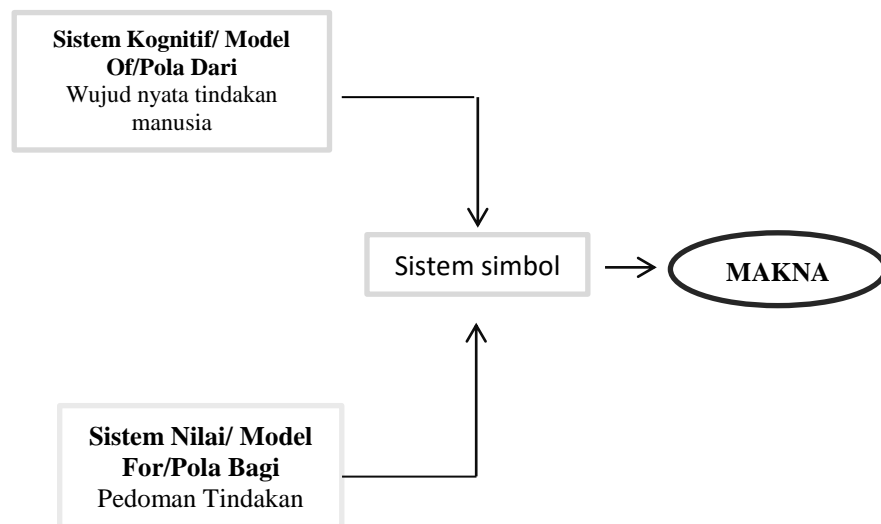 Sistem Kognitif/ Model
Of/Pola Dari
Wujud nyata tindakan
manusia
Sistem simbol
MAKNA
Sistem Nilai/ Model
For/Pola Bagi
Pedoman Tindakan